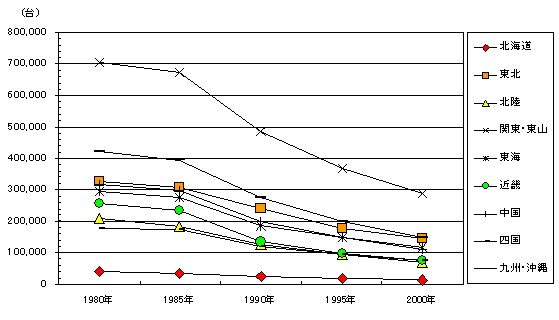 (台)
800,000
700,000
600,000
500,000
400,000
300,000
200,000
100,000
0
1980年 1985年 1990年 1995年 2000年
北海道
東北
北陸
関東・東山
東海
近畿
中国
四国
九州・沖縄